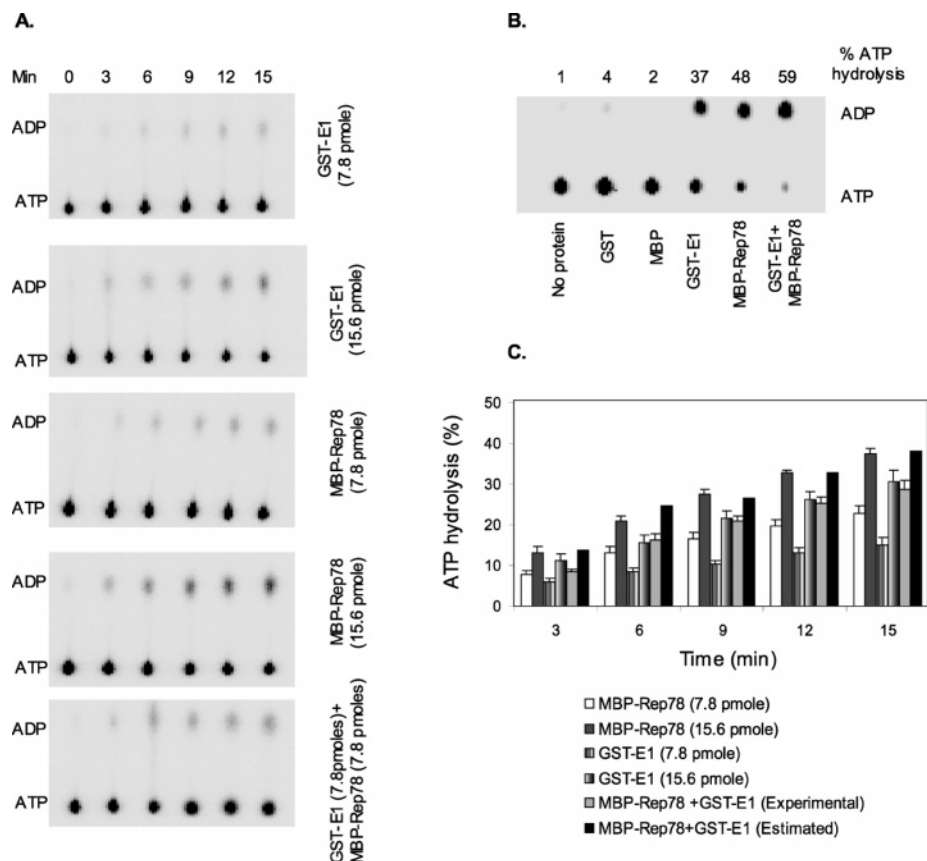 A.
Min 0 3 6 9 12 15
ADP
ATP
GST-E1
(7.8 pmole)
ADP
ATP
GST-E1
(15.6 pmole)
ADP
ATP
MBP-Rep78
(7.8 pmole)
ADP
ATP
MBP-Rep78
(15.6 pmole)
ADP
ATP
GST-E1 (7.8pmoles)+
MBP-Rep78 (7.8 pmoles)
B.
1 4 2 37 48 59
% ATP
hydrolysis
ADP
ATP
No protein
GST
MBP
GST-E1
MBP-Rep78
GST-E1+
MBP-Rep78
C.
ATP hydrolysis (%)
50
40
30
20
10
0
3 6 9 12 15
Time (min)
MBP-Rep78 (7.8 pmole)
MBP-Rep78 (15.6 pmole)
GST-E1 (7.8 pmole)
GST-E1 (15.6 pmole)
MBP-Rep78 +GST-E1 (Experimental)
MBP-Rep78+GST-E1 (Estimated)